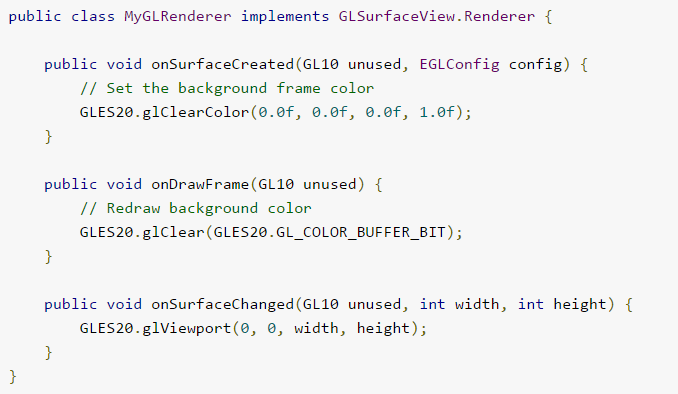 public class MyGLRenderer implements GLSurfaceView.Renderer {
public void onSurfaceCreated(GL10 unused, EGLConfig config) {
// Set the background frame color
GLES20.glClearColor(0.0f, 0.0f, 0.0f, 1.0f);
}
public void onDrawFrame(GL10 unused) {
// Redraw background color
GLES20.glClear(GLES20.GL_COLOR_BUFFER_BIT);
}
public void onSurfaceChanged(GL10 unused, int width, int height) {
GLES20.glViewport(0, 0, width, height);
}
}